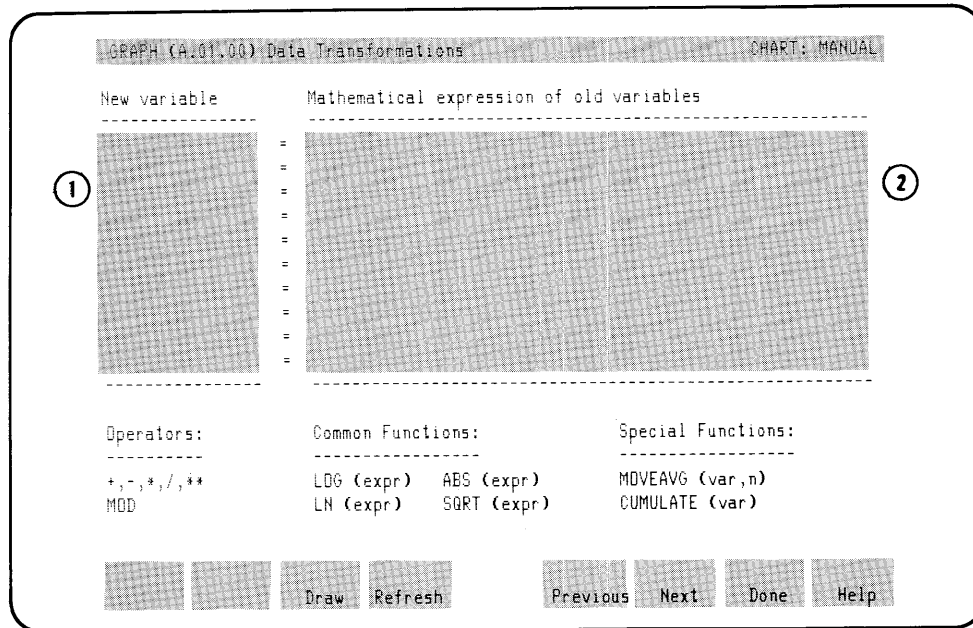 GRAPH (A.01.00) Data Transformations CHART: MANUAL
New variable Mathematical expression of old variables
---------------- ----------------------------------------------------------
=
=
1 = 2
=
=
=
=
=
=
=
---------------- ----------------------------------------------------------
Operators: Common Functions: Special Functions:
---------- ----------------- ------------------
+,-,*,/,** LOG (expr) ABS (expr) MOVEAVG (var,n)
MOD LN (expr) SQRT (expr) CUMULATE (var)
Draw Refresh Previous Next Done Help